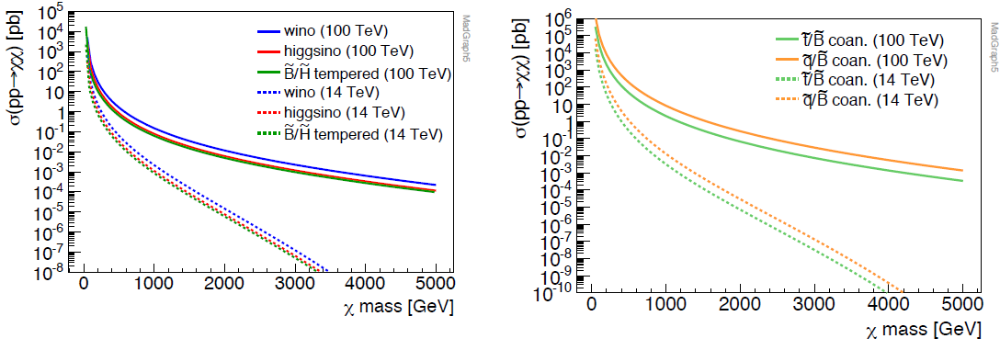 10⁵
10⁴
10³
10²
10
1
10⁻¹
10⁻²
10⁻³
10⁻⁴
10⁻⁵
10⁻⁶
10⁻⁷
10⁻⁸
σ(pp→χχ) [pb]
wino (100 TeV)
higgsino (100 TeV)
B̃/H̃ tempered (100 TeV)
wino (14 TeV)
higgsino (14 TeV)
B̃/H̃ tempered (14 TeV)
MadGraph5
0 1000 2000 3000 4000 5000
χ mass [GeV]
10⁶
10⁵
10⁴
10³
10²
10
1
10⁻¹
10⁻²
10⁻³
10⁻⁴
10⁻⁵
10⁻⁶
10⁻⁷
10⁻⁸
10⁻⁹
10⁻¹⁰
σ(pp→χχ) [pb]
t̃/B̃ coan. (100 TeV)
q̃/B̃ coan. (100 TeV)
t̃/B̃ coan. (14 TeV)
q̃/B̃ coan. (14 TeV)
MadGraph5
0 1000 2000 3000 4000 5000
χ mass [GeV]